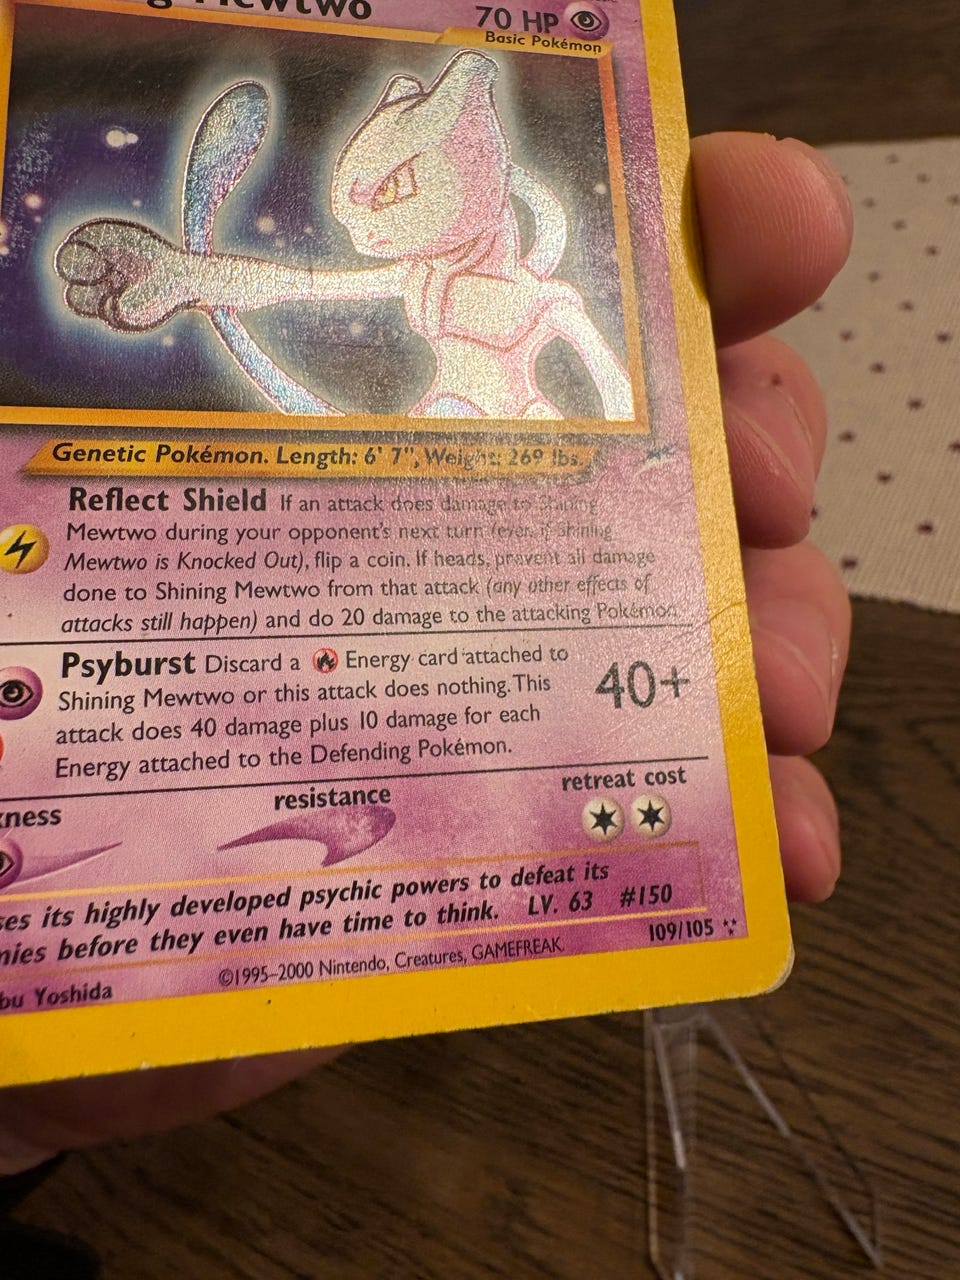 g Mewtwo 70 HP
Basic Pokémon
Genetic Pokémon. Length: 6' 7", Weight: 269 lbs.
Reflect Shield If an attack does damage to Shining
Mewtwo during your opponent's next turn (even if Shining
Mewtwo is Knocked Out), flip a coin. If heads, prevent all damage
done to Shining Mewtwo from that attack (any other effects of
attacks still happen) and do 20 damage to the attacking Pokémon.
Psyburst Discard a Energy card attached to
Shining Mewtwo or this attack does nothing. This
attack does 40 damage plus 10 damage for each
Energy attached to the Defending Pokémon.
40+
kness resistance retreat cost
ses its highly developed psychic powers to defeat its
mies before they even have time to think. LV. 63 #150
bu Yoshida ©1995-2000 Nintendo, Creatures, GAMEFREAK 109/105